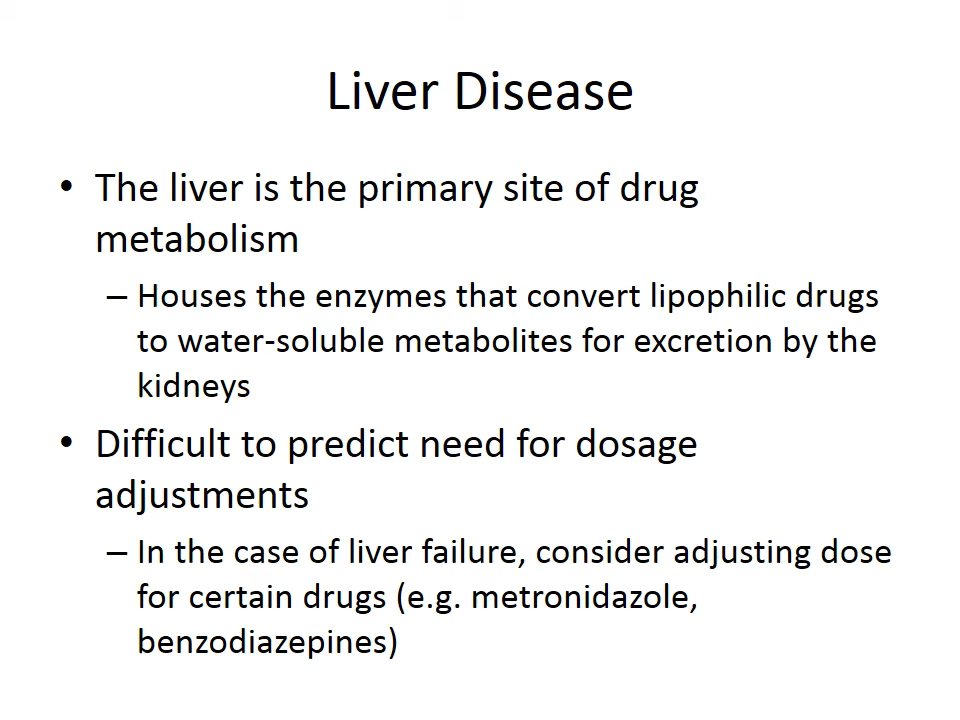 Liver Disease
• The liver is the primary site of drug
metabolism
– Houses the enzymes that convert lipophilic drugs
to water-soluble metabolites for excretion by the
kidneys
• Difficult to predict need for dosage
adjustments
– In the case of liver failure, consider adjusting dose
for certain drugs (e.g. metronidazole,
benzodiazepines)